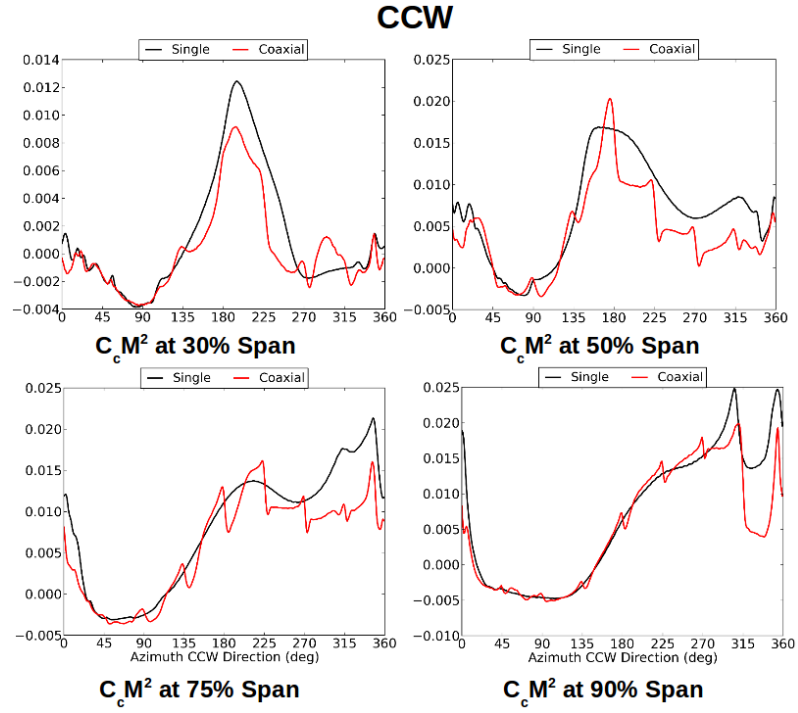 CCW
Single Coaxial
0.014
0.012
0.010
0.008
0.006
0.004
0.002
0.000
−0.002
−0.004
0 45 90 135 180 225 270 315 360
C_cM² at 30% Span
Single Coaxial
0.025
0.020
0.015
0.010
0.005
0.000
−0.005
0 45 90 135 180 225 270 315 360
C_cM² at 50% Span
Single Coaxial
0.025
0.020
0.015
0.010
0.005
0.000
−0.005
0 45 90 135 180 225 270 315 360
Azimuth CCW Direction (deg)
C_cM² at 75% Span
Single Coaxial
0.025
0.020
0.015
0.010
0.005
0.000
−0.005
−0.010
0 45 90 135 180 225 270 315 360
Azimuth CCW Direction (deg)
C_cM² at 90% Span